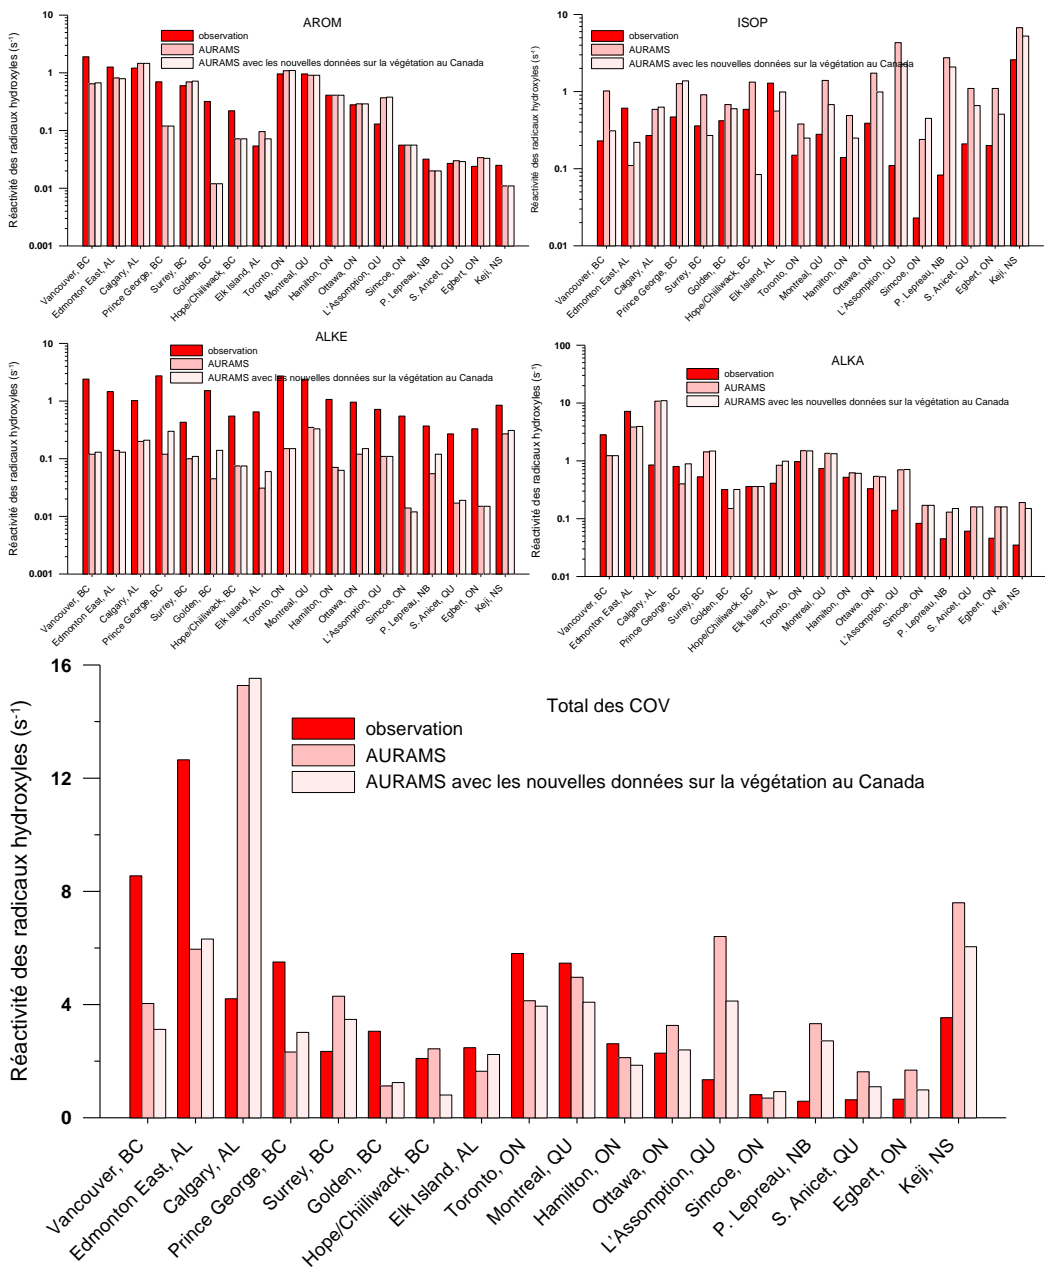 AROM
observation
AURAMS
AURAMS avec les nouvelles données sur la végétation au Canada
Réactivité des radicaux hydroxyles (s-1)
10
1
0.1
0.01
0.001
Vancouver, BC
Edmonton East, AL
Calgary, AL
Prince George, BC
Surrey, BC
Golden, BC
Hope/Chiiliwack, BC
Elk Island, AL
Toronto, ON
Montreal, QU
Hamilton, ON
Ottawa, ON
L'Assomption, QU
Simcoe, ON
P. Lepreau, NB
S. Anicet, QU
Egbert, ON
Keji, NS
ISOP
observation
AURAMS
AURAMS avec les nouvelles données sur la végétation au Canada
Réactivité des radicaux hydroxyles (s-1)
10
1
0.1
0.01
Vancouver, BC
Edmonton East, AL
Calgary, AL
Prince George, BC
Surrey, BC
Golden, BC
Hope/Chiiliwack, BC
Elk Island, AL
Toronto, ON
Montreal, QU
Hamilton, ON
Ottawa, ON
L'Assomption, QU
Simcoe, ON
P. Lepreau, NB
S. Anicet, QU
Egbert, ON
Keji, NS
ALKE
observation
AURAMS
AURAMS avec les nouvelles données sur la végétation au Canada
Réactivité des radicaux hydroxyles (s-1)
10
1
0.1
0.01
0.001
Vancouver, BC
Edmonton East, AL
Calgary, AL
Prince George, BC
Surrey, BC
Golden, BC
Hope/Chiiliwack, BC
Elk Island, AL
Toronto, ON
Montreal, QU
Hamilton, ON
Ottawa, ON
L'Assomption, QU
Simcoe, ON
P. Lepreau, NB
S. Anicet, QU
Egbert, ON
Keji, NS
ALKA
observation
AURAMS
AURAMS avec les nouvelles données sur la végétation au Canada
Réactivité des radicaux hydroxyles (s-1)
100
10
1
0.1
0.01
Vancouver, BC
Edmonton East, AL
Calgary, AL
Prince George, BC
Surrey, BC
Golden, BC
Hope/Chiiliwack, BC
Elk Island, AL
Toronto, ON
Montreal, QU
Hamilton, ON
Ottawa, ON
L'Assomption, QU
Simcoe, ON
P. Lepreau, NB
S. Anicet, QU
Egbert, ON
Keji, NS
Total des COV
observation
AURAMS
AURAMS avec les nouvelles données sur la végétation au Canada
Réactivité des radicaux hydroxyles (s-1)
16
12
8
4
0
Vancouver, BC
Edmonton East, AL
Calgary, AL
Prince George, BC
Surrey, BC
Golden, BC
Hope/Chiiliwack, BC
Elk Island, AL
Toronto, ON
Montreal, QU
Hamilton, ON
Ottawa, ON
L'Assomption, QU
Simcoe, ON
P. Lepreau, NB
S. Anicet, QU
Egbert, ON
Keji, NS